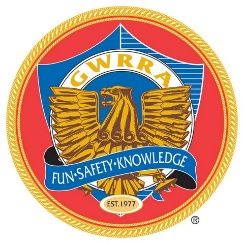 GWRRA
FUN·SAFETY·KNOWLEDGE
EST.1977
®